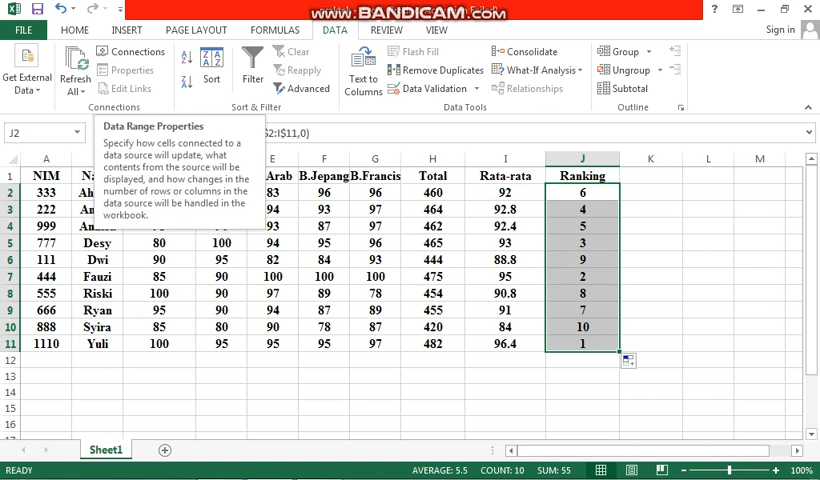 www.BANDICAM.com
Sign in
FILE HOME INSERT PAGE LAYOUT FORMULAS DATA REVIEW VIEW
Get External Data
Refresh All
Connections
Properties
Edit Links
Connections
Sort
Filter
Clear
Reapply
Advanced
Sort & Filter
Text to Columns
Flash Fill
Remove Duplicates
Data Validation
Consolidate
What-If Analysis
Relationships
Data Tools
Group
Ungroup
Subtotal
Outline
J2
$2:I$11,0)
Data Range Properties
Specify how cells connected to a
data source will update, what
contents from the source will be
displayed, and how changes in the
number of rows or columns in the
data source will be handled in the
workbook.
A E F G H I J K L M
1 NIM Na Arab B.Jepang B.Francis Total Rata-rata Ranking
2 333 Ah 83 96 96 460 92 6
3 222 An 94 93 97 464 92.8 4
4 999 93 87 97 462 92.4 5
5 777 Desy 80 100 94 95 96 465 93 3
6 111 Dwi 90 95 82 84 93 444 88.8 9
7 444 Fauzi 85 90 100 100 100 475 95 2
8 555 Riski 100 90 97 89 78 454 90.8 8
9 666 Ryan 95 90 94 87 89 455 91 7
10 888 Syira 85 80 90 78 87 420 84 10
11 1110 Yuli 100 95 95 95 97 482 96.4 1
12
13
14
15
16
Sheet1
READY AVERAGE: 5.5 COUNT: 10 SUM: 55 100%